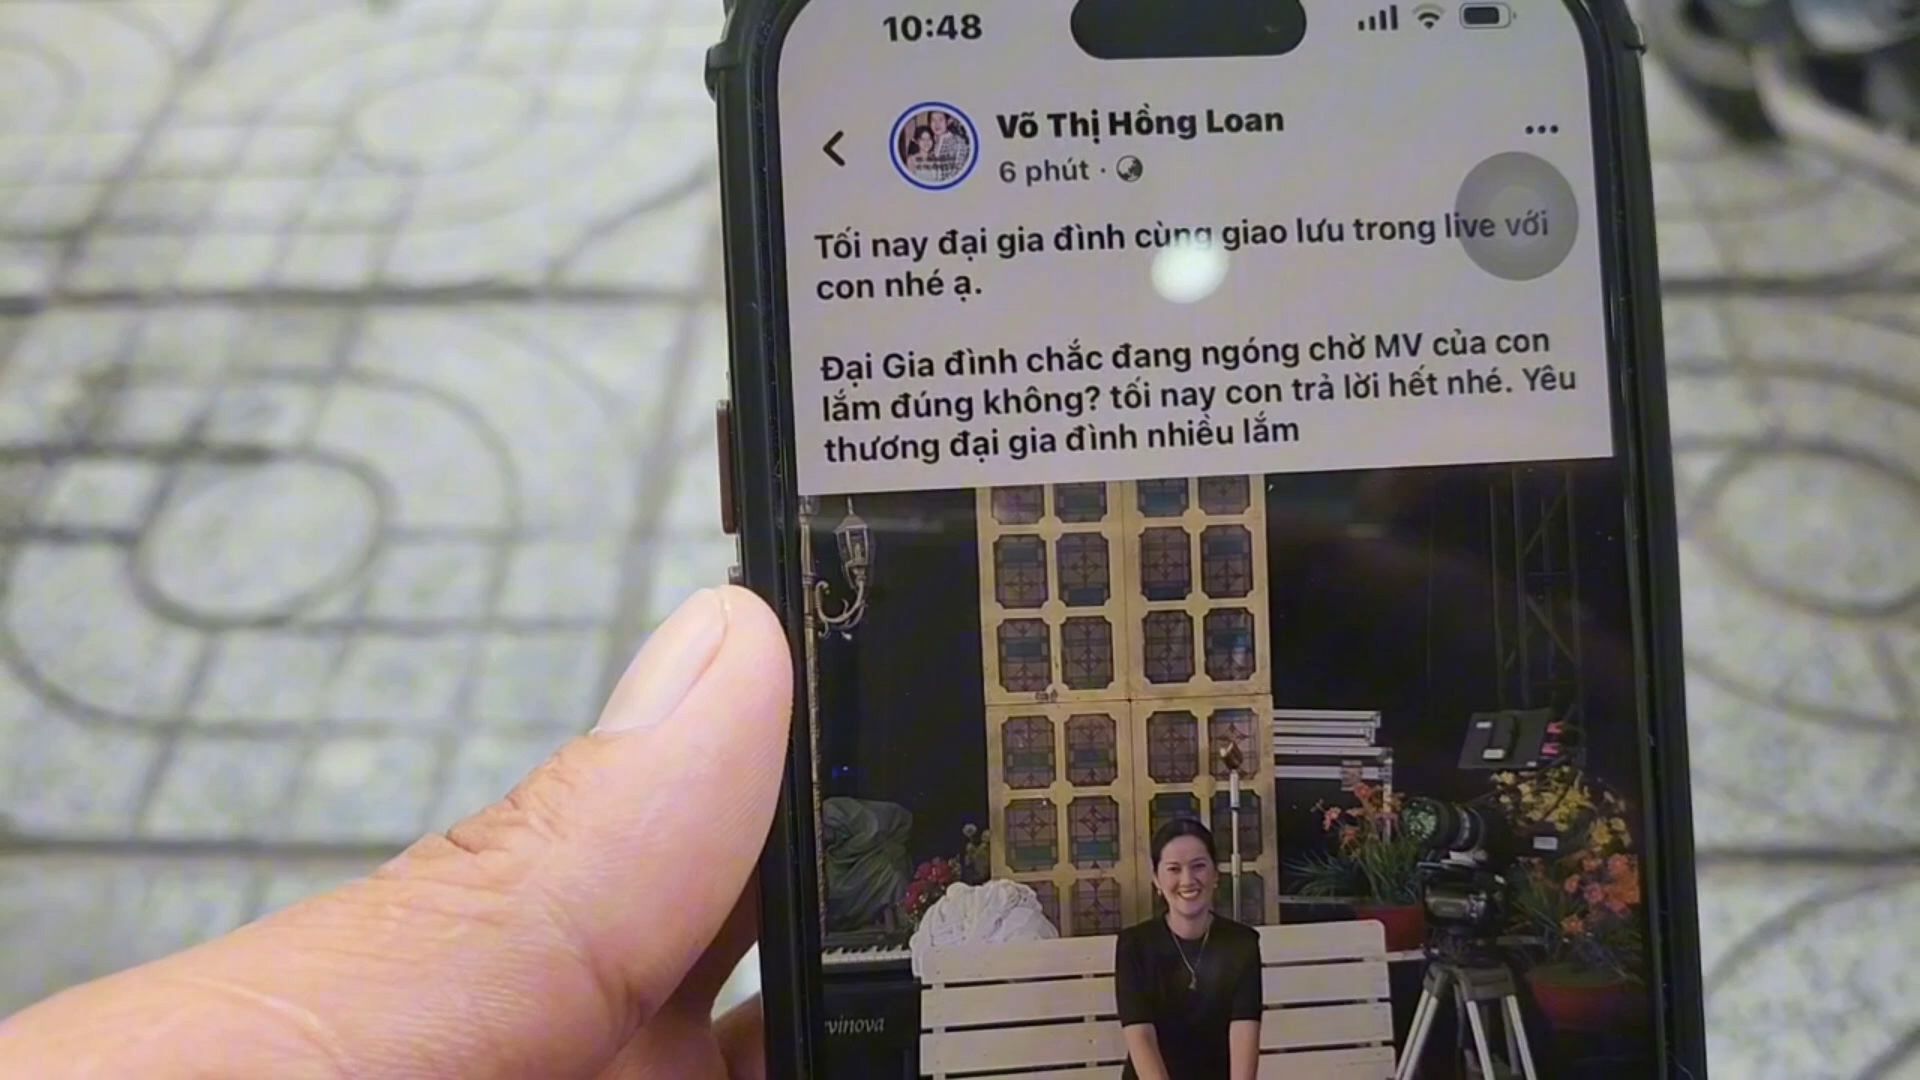 10:48
Võ Thị Hồng Loan
6 phút ·
Tối nay đại gia đình cùng giao lưu trong live với
con nhé ạ.
Đại Gia đình chắc đang ngóng chờ MV của con
lắm đúng không? tối nay con trả lời hết nhé. Yêu
thương đại gia đình nhiều lắm
vinova